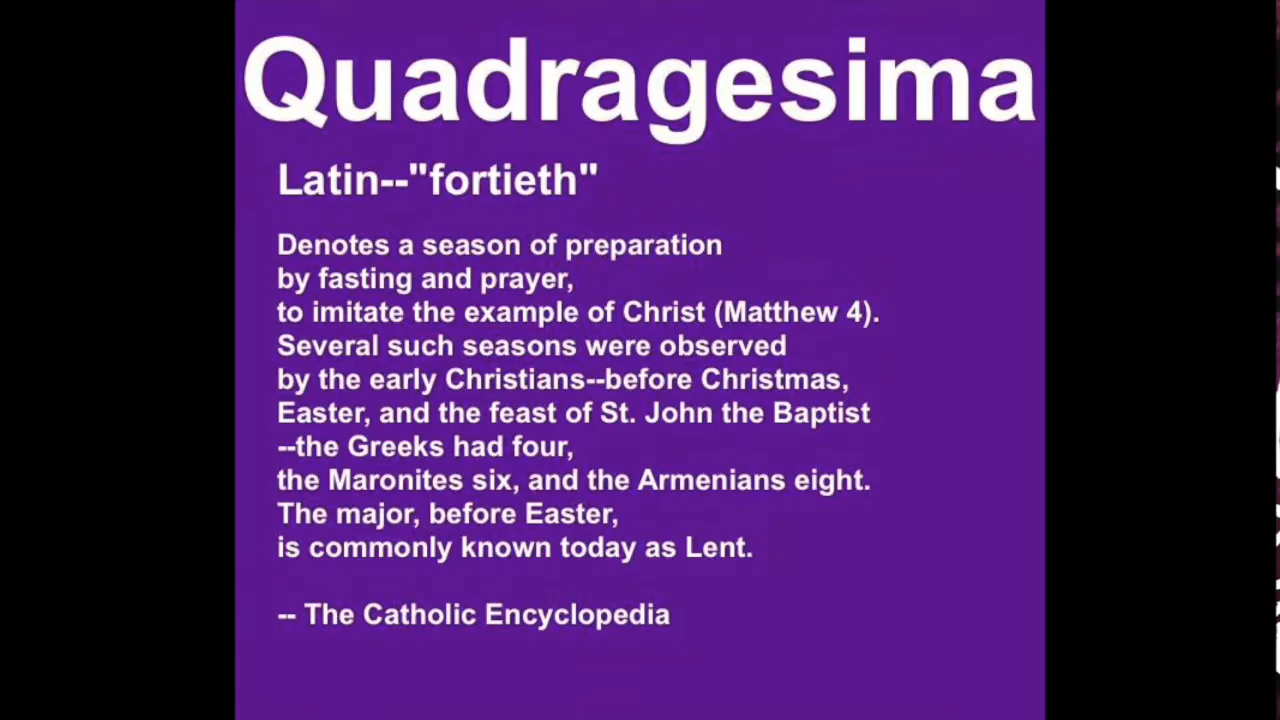 Quadragesima
Latin--"fortieth"
Denotes a season of preparation
by fasting and prayer,
to imitate the example of Christ (Matthew 4).
Several such seasons were observed
by the early Christians--before Christmas,
Easter, and the feast of St. John the Baptist
--the Greeks had four,
the Maronites six, and the Armenians eight.
The major, before Easter,
is commonly known today as Lent.
-- The Catholic Encyclopedia